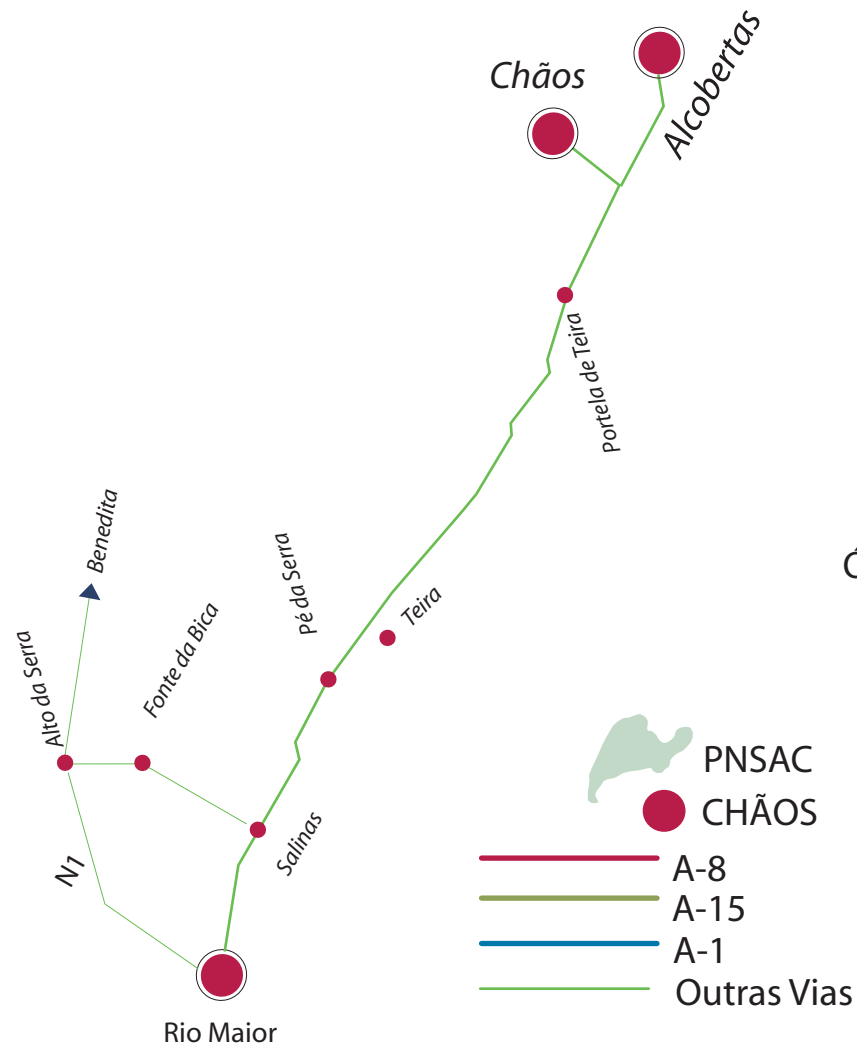 Chãos
Alcobertas
Portela de Teira
Benedita
Pé da Serra
Teira
Fonte da Bica
Alto da Serra
Salinas
N1
Rio Maior
PNSAC
CHÃOS
A-8
A-15
A-1
Outras Vias